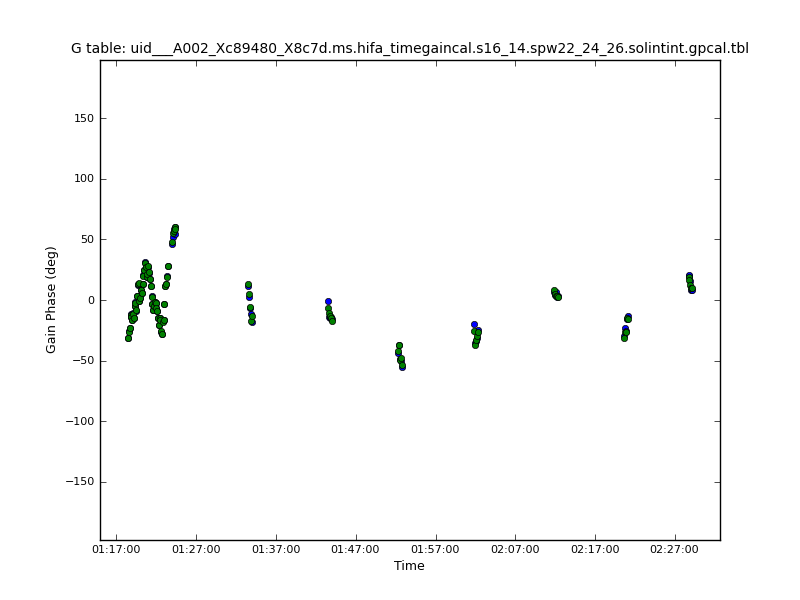 G table: uid___A002_Xc89480_X8c7d.ms.hifa_timegaincal.s16_14.spw22_24_26.solintint.gpcal.tbl
150
100
50
0
−50
−100
−150
Gain Phase (deg)
01:17:00 01:27:00 01:37:00 01:47:00 01:57:00 02:07:00 02:17:00 02:27:00
Time